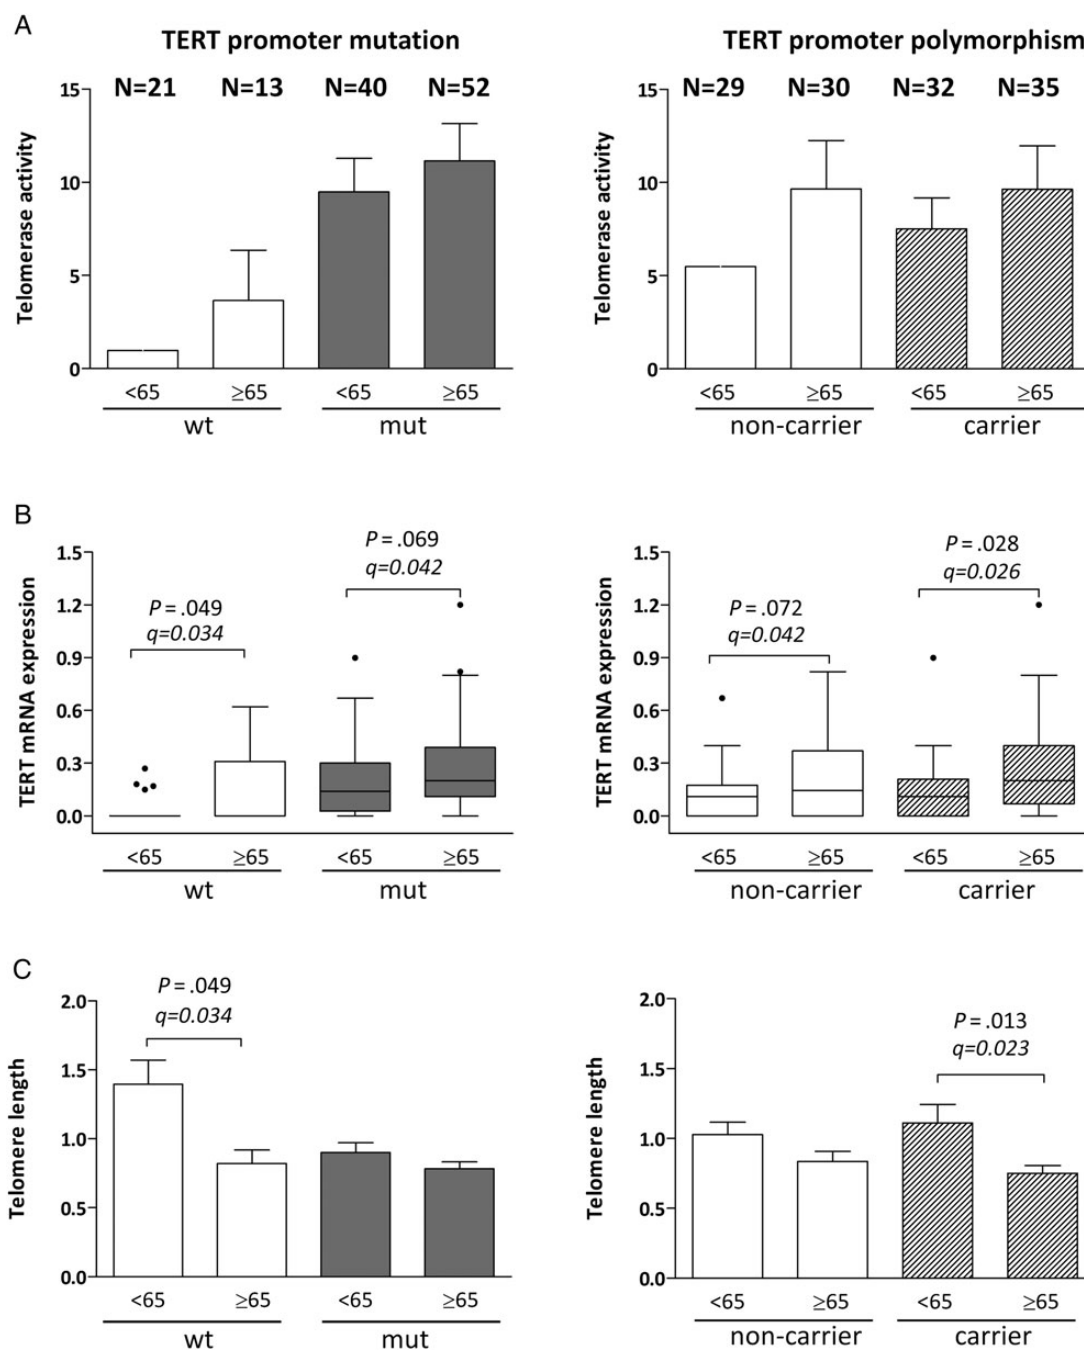 A
TERT promoter mutation
TERT promoter polymorphism
N=21 N=13 N=40 N=52
N=29 N=30 N=32 N=35
Telomerase activity
15
10
5
0
<65 ≥65 <65 ≥65
wt mut
Telomerase activity
15
10
5
0
<65 ≥65 <65 ≥65
non-carrier carrier
B
TERT mRNA expression
1.5
1.2
0.9
0.6
0.3
0.0
P = .049
q=0.034
P = .069
q=0.042
<65 ≥65 <65 ≥65
wt mut
TERT mRNA expression
1.5
1.2
0.9
0.6
0.3
0.0
P = .072
q=0.042
P = .028
q=0.026
<65 ≥65 <65 ≥65
non-carrier carrier
C
Telomere length
2.0
1.5
1.0
0.5
0.0
P = .049
q=0.034
<65 ≥65 <65 ≥65
wt mut
Telomere length
2.0
1.5
1.0
0.5
0.0
P = .013
q=0.023
<65 ≥65 <65 ≥65
non-carrier carrier